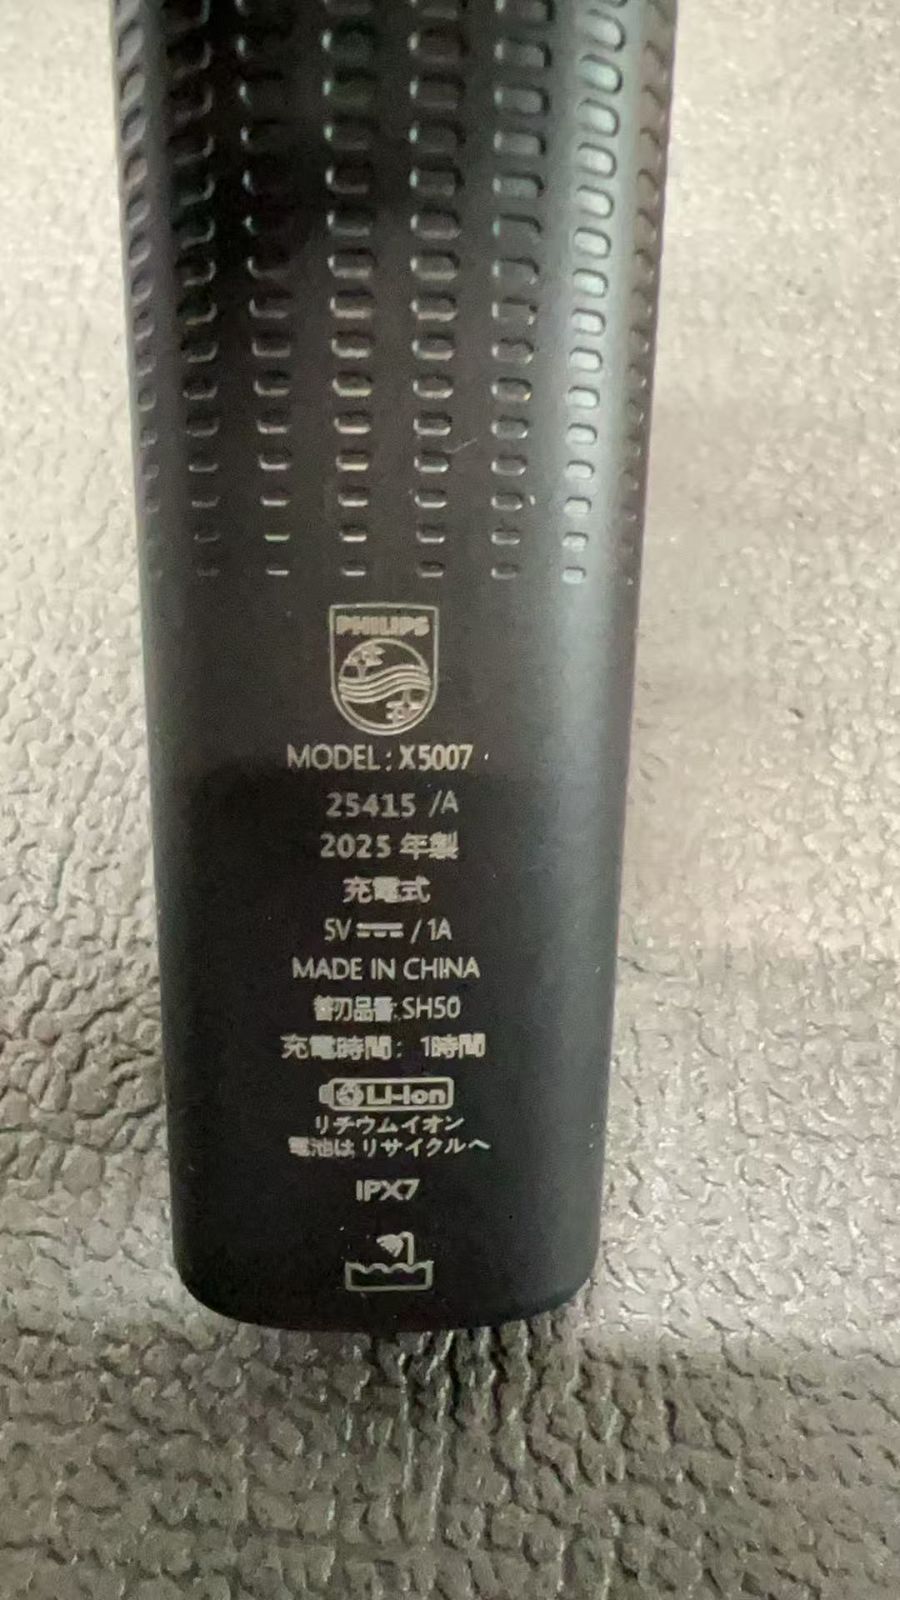 PHILIPS
MODEL : X5007
25415 /A
2025 年製
充電式
5V⎓ / 1A
MADE IN CHINA
替刃品番: SH50
充電時間: 1時間
Li-ion
リチウムイオン
電池は リサイクルへ
IPX7